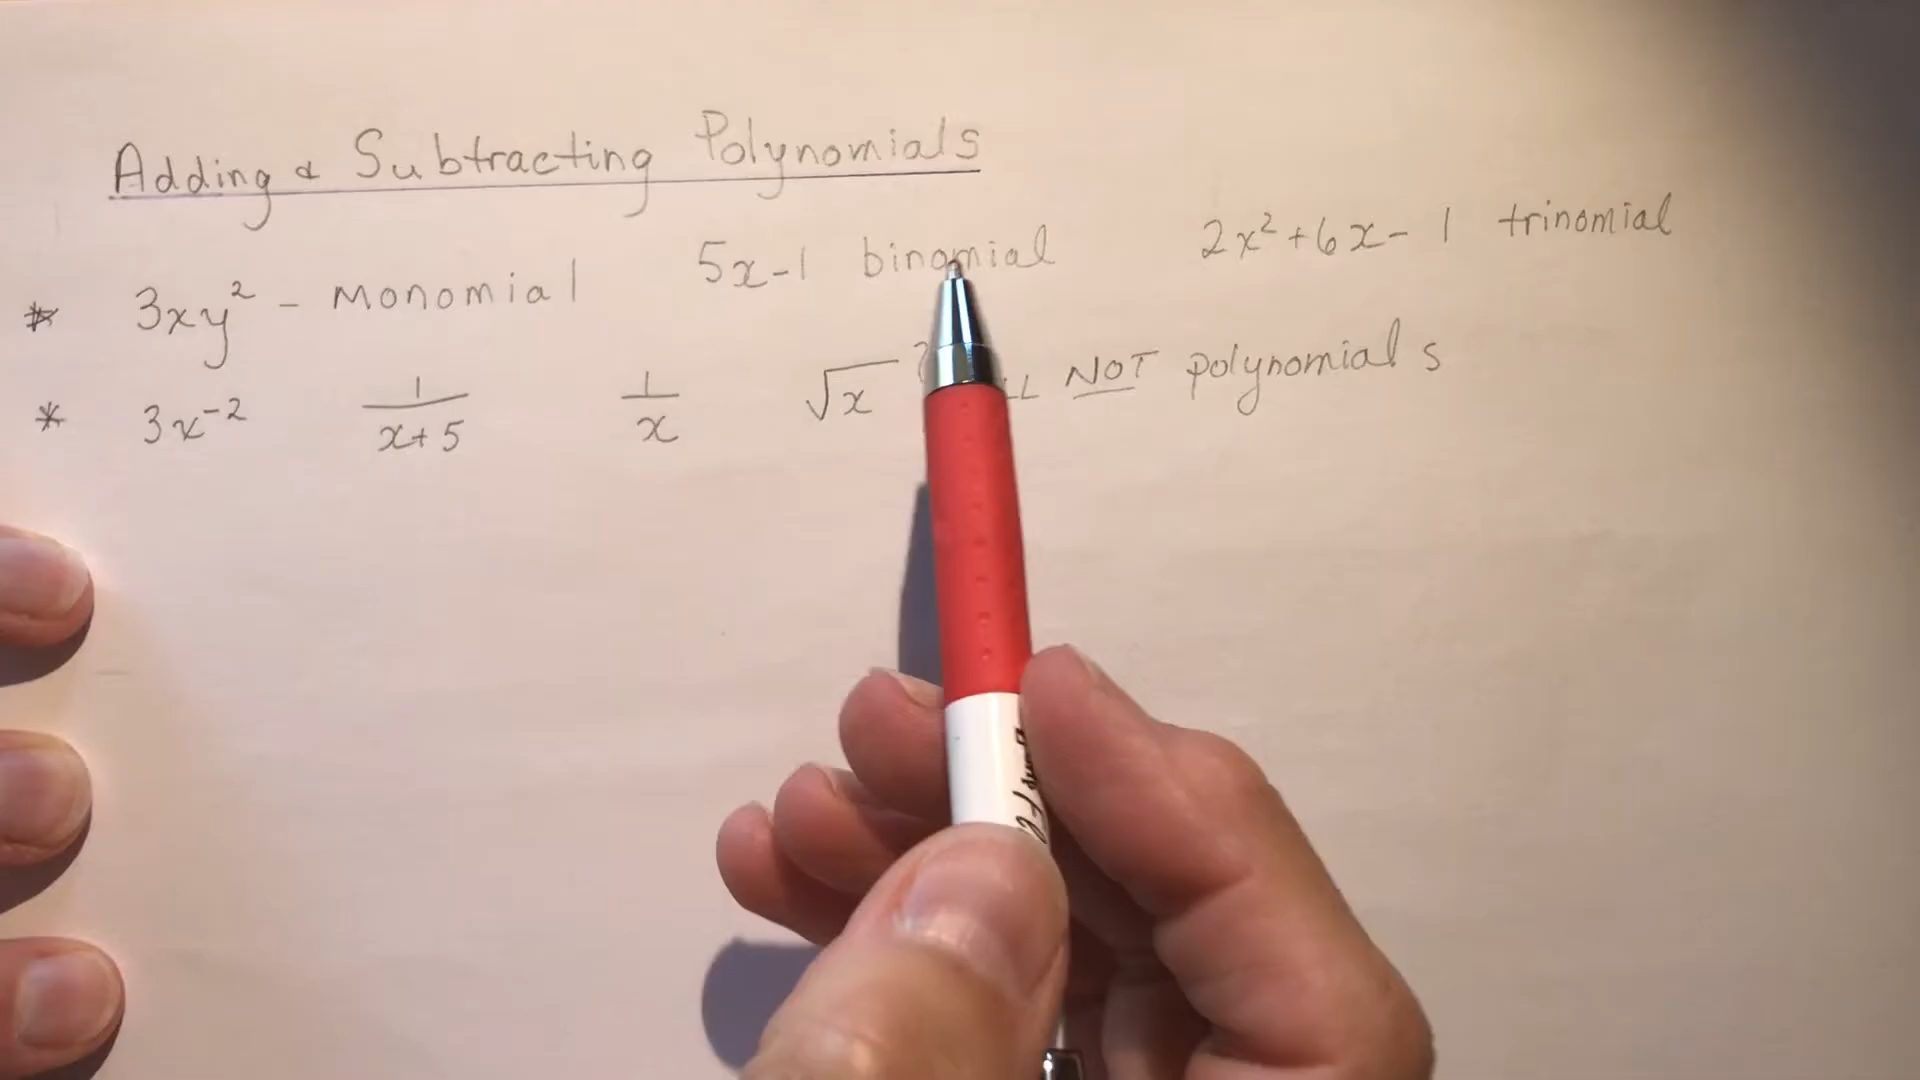 Adding & Subtracting Polynomials
* 3xy² - monomial 5x-1 binomial 2x²+6x-1 trinomial
* 3x⁻² 1/(x+5) 1/x √x NOT polynomials